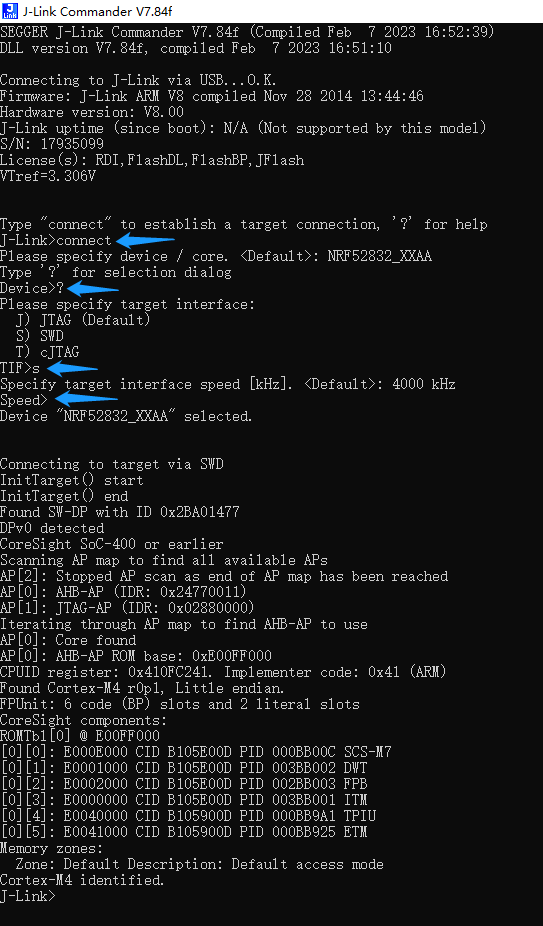 J-Link Commander V7.84f
SEGGER J-Link Commander V7.84f (Compiled Feb  7 2023 16:52:39)
DLL version V7.84f, compiled Feb  7 2023 16:51:10
Connecting to J-Link via USB...O.K.
Firmware: J-Link ARM V8 compiled Nov 28 2014 13:44:46
Hardware version: V8.00
J-Link uptime (since boot): N/A (Not supported by this model)
S/N: 17935099
License(s): RDI,FlashDL,FlashBP,JFlash
VTref=3.306V
Type "connect" to establish a target connection, '?' for help
J-Link>connect
Please specify device / core. <Default>: NRF52832_XXAA
Type '?' for selection dialog
Device>?
Please specify target interface:
  J) JTAG (Default)
  S) SWD
  T) cJTAG
TIF>s
Specify target interface speed [kHz]. <Default>: 4000 kHz
Speed>
Device "NRF52832_XXAA" selected.
Connecting to target via SWD
InitTarget() start
InitTarget() end
Found SW-DP with ID 0x2BA01477
DPv0 detected
CoreSight SoC-400 or earlier
Scanning AP map to find all available APs
AP[2]: Stopped AP scan as end of AP map has been reached
AP[0]: AHB-AP (IDR: 0x24770011)
AP[1]: JTAG-AP (IDR: 0x02880000)
Iterating through AP map to find AHB-AP to use
AP[0]: Core found
AP[0]: AHB-AP ROM base: 0xE00FF000
CPUID register: 0x410FC241. Implementer code: 0x41 (ARM)
Found Cortex-M4 r0p1, Little endian.
FPUnit: 6 code (BP) slots and 2 literal slots
CoreSight components:
ROMTbl[0] @ E00FF000
[0][0]: E000E000 CID B105E00D PID 000BB00C SCS-M7
[0][1]: E0001000 CID B105E00D PID 003BB002 DWT
[0][2]: E0002000 CID B105E00D PID 002BB003 FPB
[0][3]: E0000000 CID B105E00D PID 003BB001 ITM
[0][4]: E0040000 CID B105900D PID 000BB9A1 TPIU
[0][5]: E0041000 CID B105900D PID 000BB925 ETM
Memory zones:
  Zone: Default Description: Default access mode
Cortex-M4 identified.
J-Link>